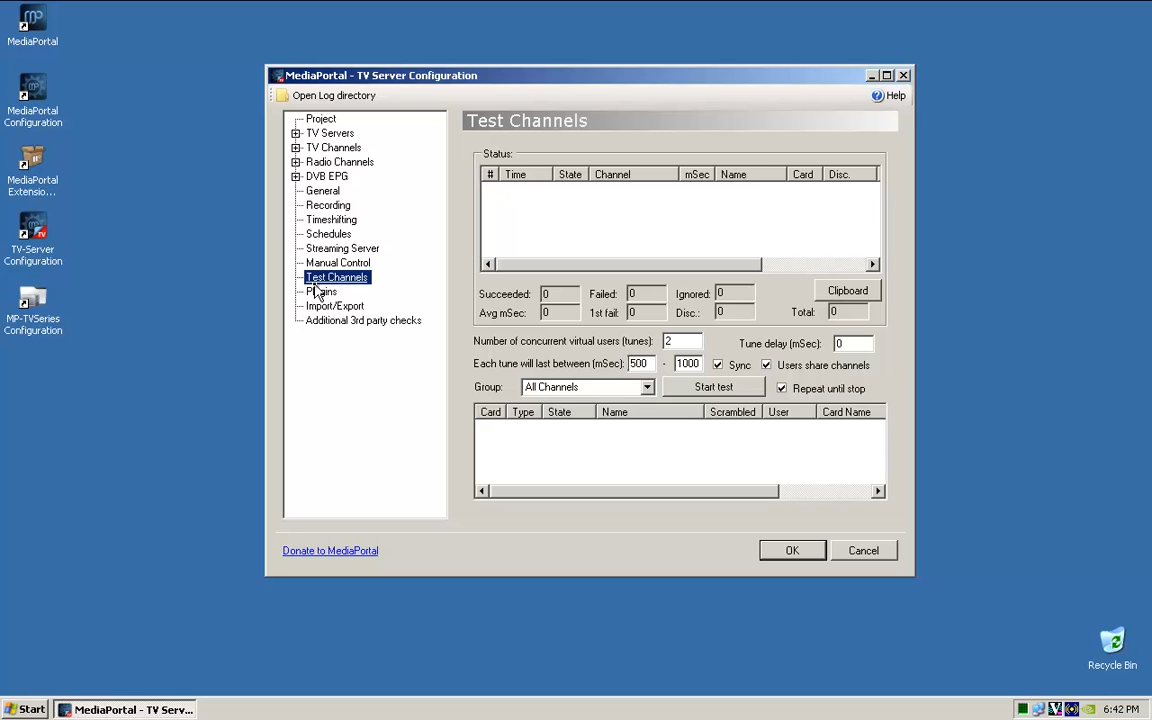 MediaPortal
MediaPortal
Configuration
MediaPortal
Extensio...
TV-Server
Configuration
MP-TVSeries
Configuration
MediaPortal - TV Server Configuration
Open Log directory
Help
Project
TV Servers
TV Channels
Radio Channels
DVB EPG
General
Recording
Timeshifting
Schedules
Streaming Server
Manual Control
Test Channels
Import/Export
Additional 3rd party checks
Test Channels
Status:
# Time State Channel mSec Name Card Disc.
Succeeded: 0 Failed: 0 Ignored: 0 Clipboard
Avg mSec: 0 1st fail: 0 Disc.: 0 Total: 0
Number of concurrent virtual users (tunes): 2 Tune delay (mSec): 0
Each tune will last between (mSec): 500 - 1000 Sync Users share channels
Group: All Channels Start test Repeat until stop
Card Type State Name Scrambled User Card Name
Donate to MediaPortal
OK Cancel
Recycle Bin
Start MediaPortal - TV Serv... 6:42 PM